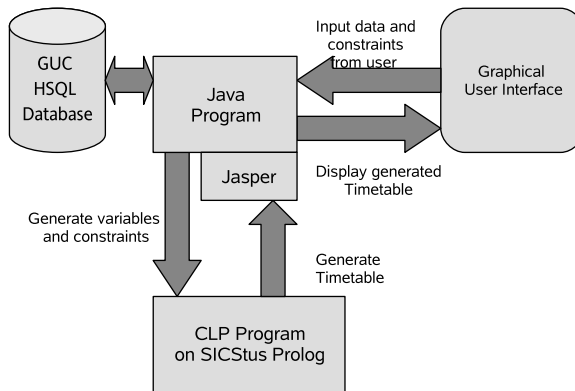 GUC
HSQL
Database
Java
Program
Input data and
constraints
from user
Graphical
User Interface
Jasper
Display generated
Timetable
Generate variables
and constraints
Generate
Timetable
CLP Program
on SICStus Prolog